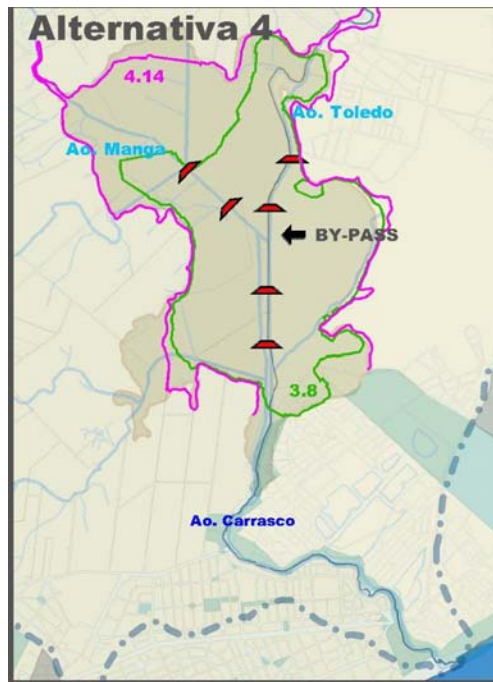 Alternativa 4
4.14
Ao. Toledo
Ao. Manga
BY-PASS
3.8
Ao. Carrasco